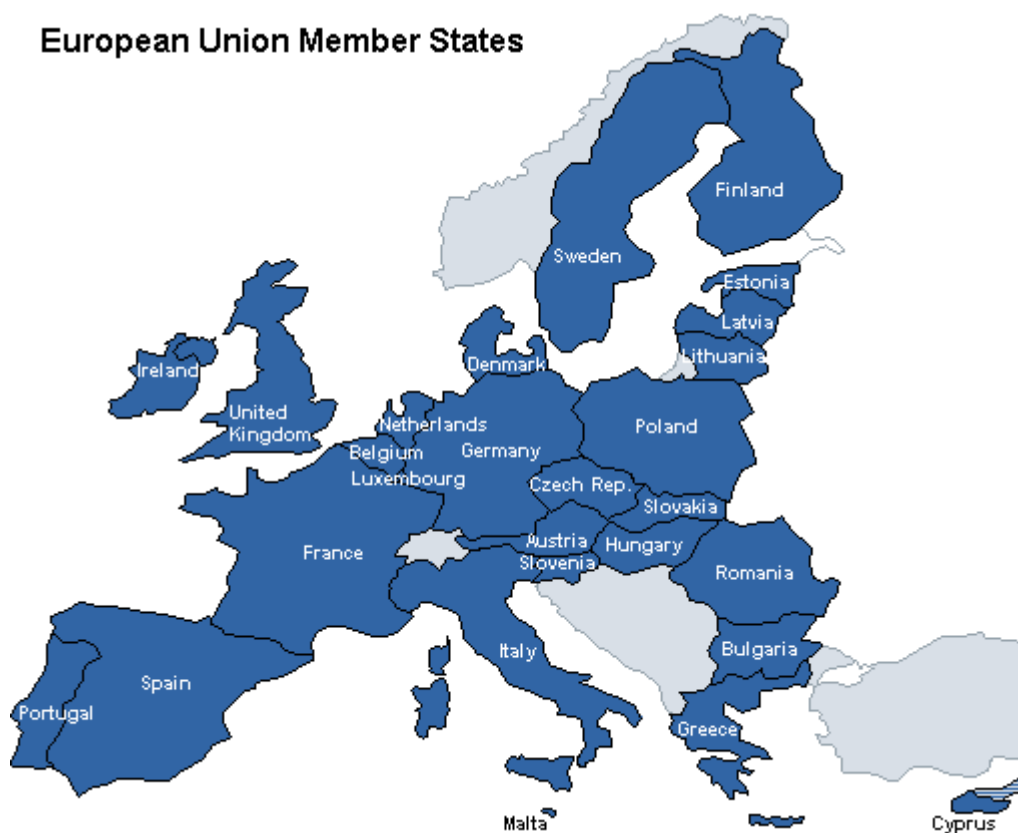 European Union Member States
Finland
Sweden
Estonia
Latvia
Lithuania
Denmark
Ireland
United
Kingdom
Netherlands
Poland
Belgium
Germany
Luxembourg
Czech Rep.
Slovakia
Austria
Hungary
France
Slovenia
Romania
Italy
Bulgaria
Spain
Portugal
Greece
Malta
Cyprus